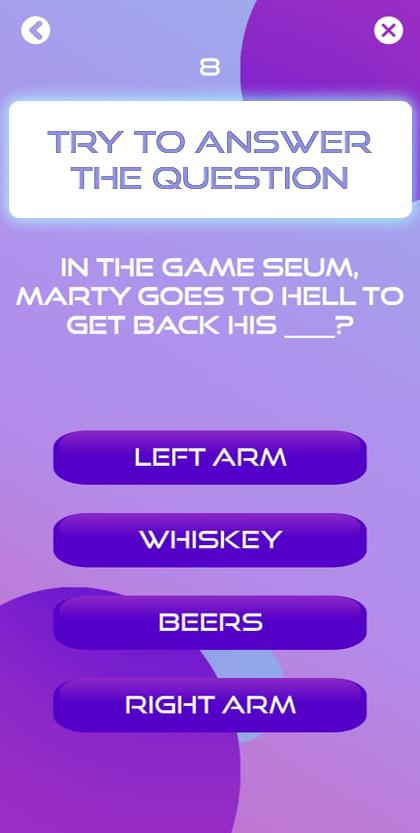 8
TRY TO ANSWER
THE QUESTION
IN THE GAME SEUM,
MARTY GOES TO HELL TO
GET BACK HIS ____?
LEFT ARM
WHISKEY
BEERS
RIGHT ARM